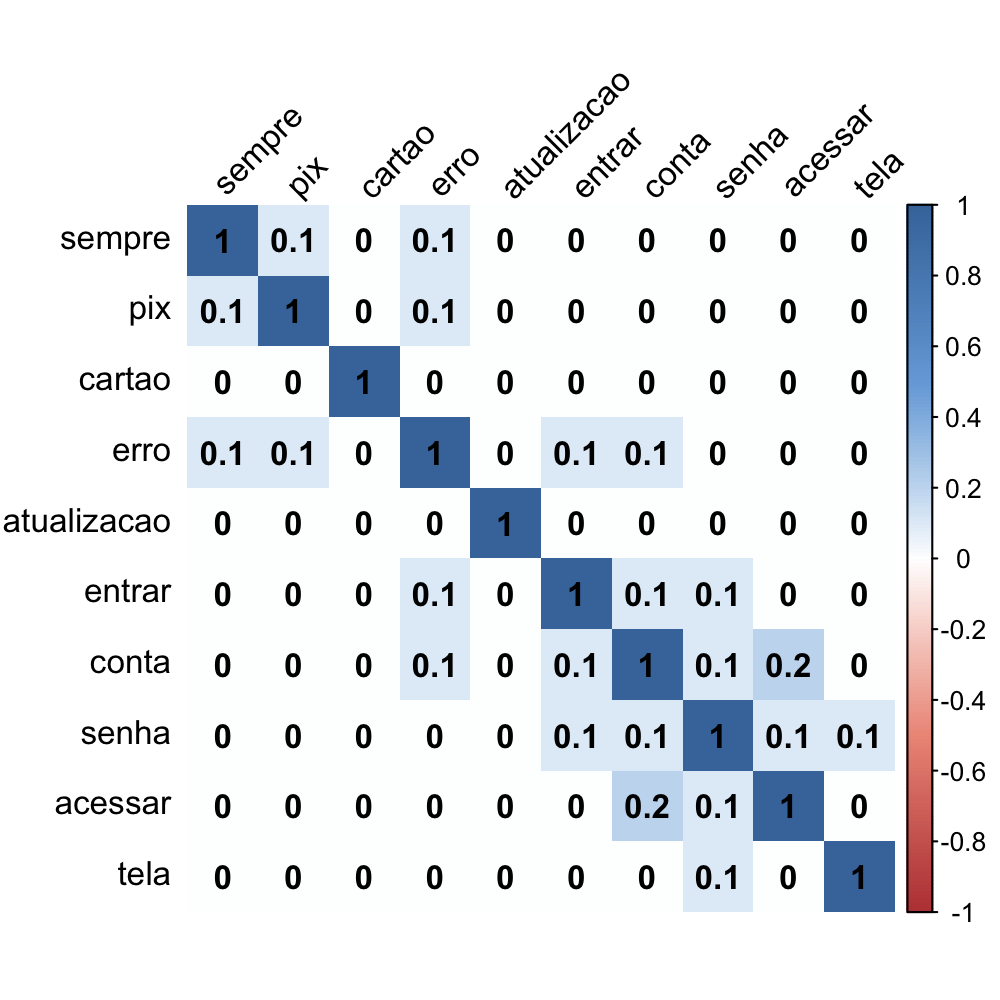 sempre pix cartao erro atualizacao entrar conta senha acessar tela
sempre 1 0.1 0 0.1 0 0 0 0 0 0
pix 0.1 1 0 0.1 0 0 0 0 0 0
cartao 0 0 1 0 0 0 0 0 0 0
erro 0.1 0.1 0 1 0 0.1 0.1 0 0 0
atualizacao 0 0 0 0 1 0 0 0 0 0
entrar 0 0 0 0.1 0 1 0.1 0.1 0 0
conta 0 0 0 0.1 0 0.1 1 0.1 0.2 0
senha 0 0 0 0 0 0.1 0.1 1 0.1 0.1
acessar 0 0 0 0 0 0 0.2 0.1 1 0
tela 0 0 0 0 0 0 0 0.1 0 1
1
0.8
0.6
0.4
0.2
0
-0.2
-0.4
-0.6
-0.8
-1